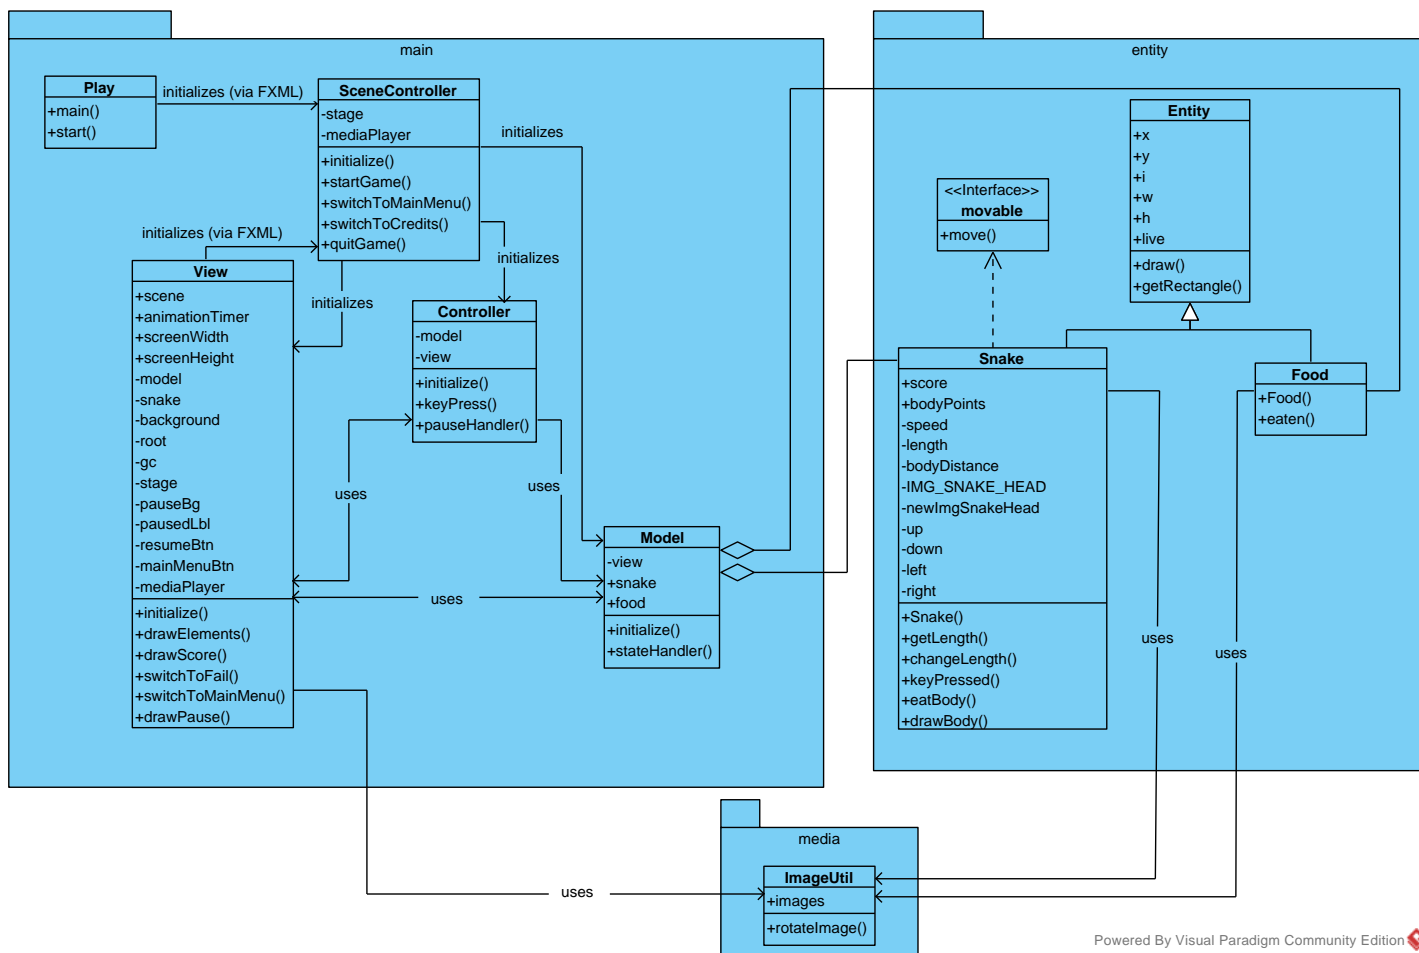 main
Play
+main()
+start()
initializes (via FXML)
SceneController
-stage
-mediaPlayer
+initialize()
+startGame()
+switchToMainMenu()
+switchToCredits()
+quitGame()
initializes
initializes (via FXML)
initializes
initializes
View
+scene
+animationTimer
+screenWidth
+screenHeight
-model
-snake
-background
-root
-gc
-stage
-pauseBg
-pausedLbl
-resumeBtn
-mainMenuBtn
-mediaPlayer
+initialize()
+drawElements()
+drawScore()
+switchToFail()
+switchToMainMenu()
+drawPause()
Controller
-model
-view
+initialize()
+keyPress()
+pauseHandler()
uses
uses
uses
Model
-view
+snake
+food
+initialize()
+stateHandler()
entity
Entity
+x
+y
+i
+w
+h
+live
+draw()
+getRectangle()
<<Interface>>
movable
+move()
Snake
+score
+bodyPoints
-speed
-length
-bodyDistance
-IMG_SNAKE_HEAD
-newImgSnakeHead
-up
-down
-left
-right
+Snake()
+getLength()
+changeLength()
+keyPressed()
+eatBody()
+drawBody()
Food
+Food()
+eaten()
uses
uses
media
ImageUtil
+images
+rotateImage()
uses
Powered By Visual Paradigm Community Edition